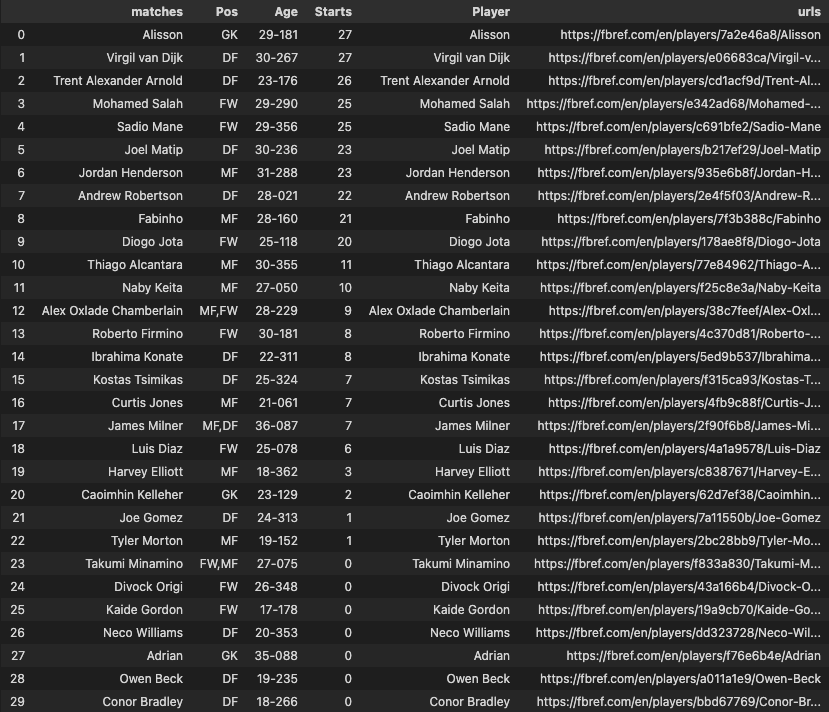 matches Pos Age Starts Player urls
0 Alisson GK 29-181 27 Alisson https://fbref.com/en/players/7a2e46a8/Alisson
1 Virgil van Dijk DF 30-267 27 Virgil van Dijk https://fbref.com/en/players/e06683ca/Virgil-v...
2 Trent Alexander Arnold DF 23-176 26 Trent Alexander Arnold https://fbref.com/en/players/cd1acf9d/Trent-Al...
3 Mohamed Salah FW 29-290 25 Mohamed Salah https://fbref.com/en/players/e342ad68/Mohamed-...
4 Sadio Mane FW 29-356 25 Sadio Mane https://fbref.com/en/players/c691bfe2/Sadio-Mane
5 Joel Matip DF 30-236 23 Joel Matip https://fbref.com/en/players/b217ef29/Joel-Matip
6 Jordan Henderson MF 31-288 23 Jordan Henderson https://fbref.com/en/players/935e6b8f/Jordan-H...
7 Andrew Robertson DF 28-021 22 Andrew Robertson https://fbref.com/en/players/2e4f5f03/Andrew-R...
8 Fabinho MF 28-160 21 Fabinho https://fbref.com/en/players/7f3b388c/Fabinho
9 Diogo Jota FW 25-118 20 Diogo Jota https://fbref.com/en/players/178ae8f8/Diogo-Jota
10 Thiago Alcantara MF 30-355 11 Thiago Alcantara https://fbref.com/en/players/77e84962/Thiago-A...
11 Naby Keita MF 27-050 10 Naby Keita https://fbref.com/en/players/f25c8e3a/Naby-Keita
12 Alex Oxlade Chamberlain MF,FW 28-229 9 Alex Oxlade Chamberlain https://fbref.com/en/players/38c7feef/Alex-Oxl...
13 Roberto Firmino FW 30-181 8 Roberto Firmino https://fbref.com/en/players/4c370d81/Roberto-...
14 Ibrahima Konate DF 22-311 8 Ibrahima Konate https://fbref.com/en/players/5ed9b537/Ibrahima...
15 Kostas Tsimikas DF 25-324 7 Kostas Tsimikas https://fbref.com/en/players/f315ca93/Kostas-T...
16 Curtis Jones MF 21-061 7 Curtis Jones https://fbref.com/en/players/4fb9c88f/Curtis-J...
17 James Milner MF,DF 36-087 7 James Milner https://fbref.com/en/players/2f90f6b8/James-Mi...
18 Luis Diaz FW 25-078 6 Luis Diaz https://fbref.com/en/players/4a1a9578/Luis-Diaz
19 Harvey Elliott MF 18-362 3 Harvey Elliott https://fbref.com/en/players/c8387671/Harvey-E...
20 Caoimhin Kelleher GK 23-129 2 Caoimhin Kelleher https://fbref.com/en/players/62d7ef38/Caoimhin...
21 Joe Gomez DF 24-313 1 Joe Gomez https://fbref.com/en/players/7a11550b/Joe-Gomez
22 Tyler Morton MF 19-152 1 Tyler Morton https://fbref.com/en/players/2bc28bb9/Tyler-Mo...
23 Takumi Minamino FW,MF 27-075 0 Takumi Minamino https://fbref.com/en/players/f833a830/Takumi-M...
24 Divock Origi FW 26-348 0 Divock Origi https://fbref.com/en/players/43a166b4/Divock-O...
25 Kaide Gordon FW 17-178 0 Kaide Gordon https://fbref.com/en/players/19a9cb70/Kaide-Go...
26 Neco Williams DF 20-353 0 Neco Williams https://fbref.com/en/players/dd323728/Neco-Wil...
27 Adrian GK 35-088 0 Adrian https://fbref.com/en/players/f76e6b4e/Adrian
28 Owen Beck DF 19-235 0 Owen Beck https://fbref.com/en/players/a011a1e9/Owen-Beck
29 Conor Bradley DF 18-266 0 Conor Bradley https://fbref.com/en/players/bbd67769/Conor-Br...